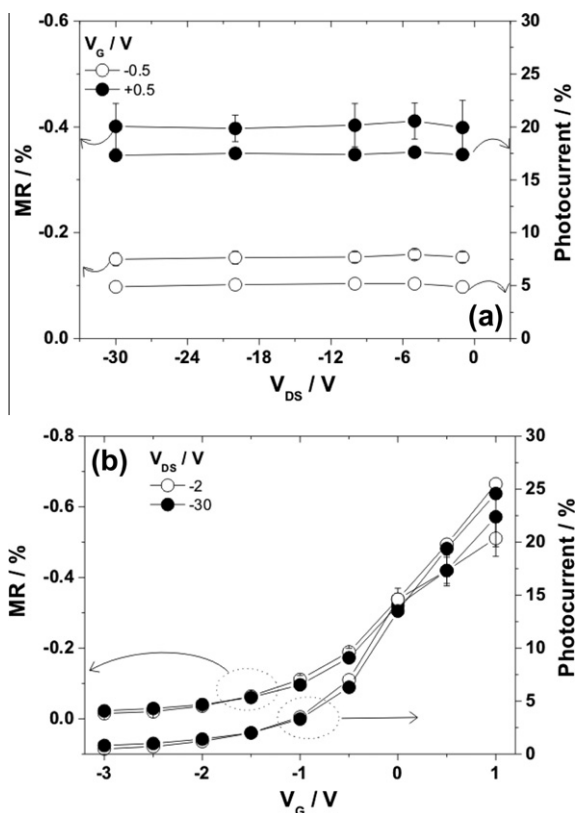 -0.6
-0.4
-0.2
0.0
MR / %
V_G / V
-0.5
+0.5
30
25
20
15
10
5
0
Photocurrent / %
(a)
-30 -24 -18 -12 -6 0
V_DS / V
(b)
-0.8
-0.6
-0.4
-0.2
0.0
MR / %
V_DS / V
-2
-30
30
25
20
15
10
5
0
Photocurrent / %
-3 -2 -1 0 1
V_G / V